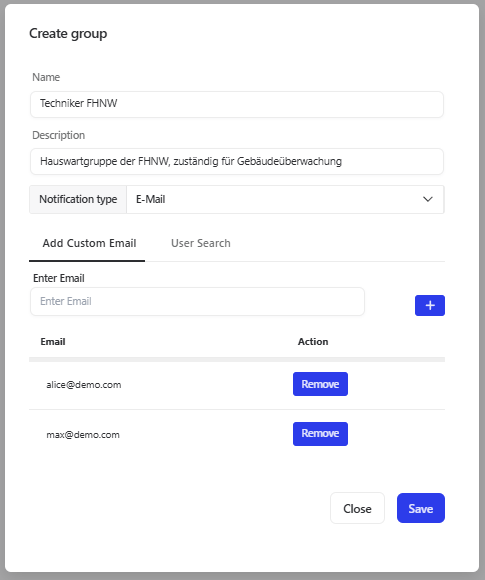 Create group
Name
Techniker FHNW
Description
Hauswartgruppe der FHNW, zuständig für Gebäudeüberwachung
Notification type E-Mail
Add Custom Email User Search
Enter Email
Enter Email
+
Email Action
alice@demo.com Remove
max@demo.com Remove
Close Save